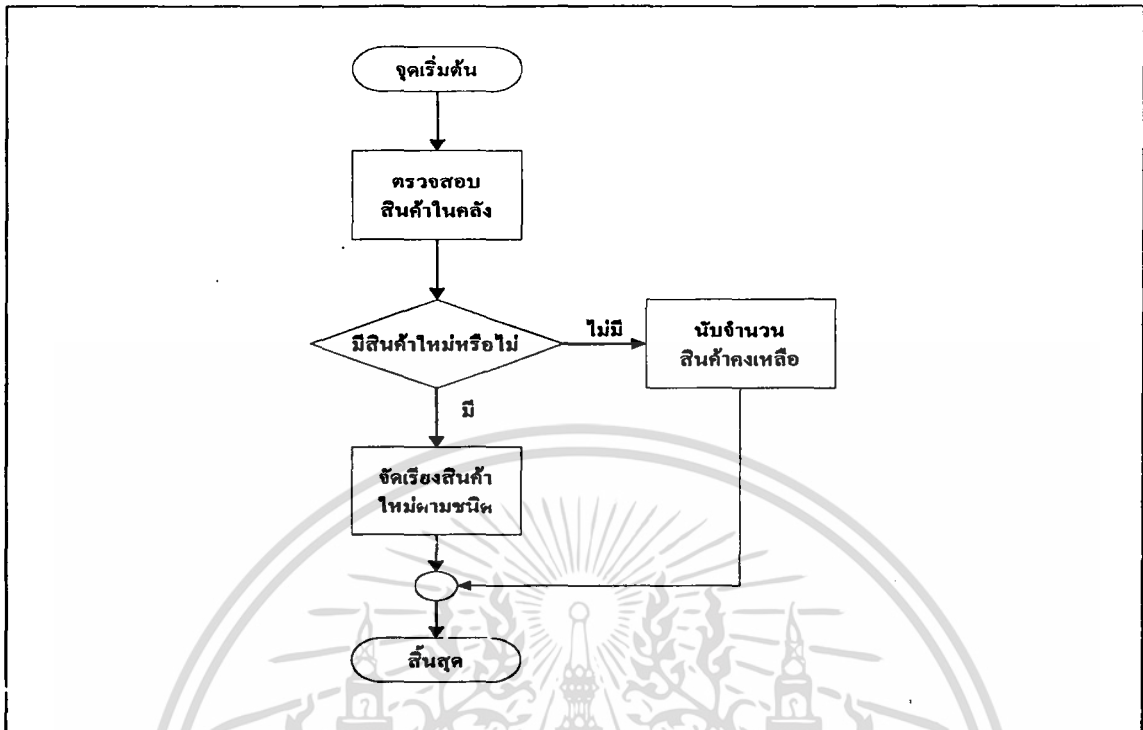 จุดเริ่มต้น
ตรวจสอบ
สินค้าในคลัง
มีสินค้าใหม่หรือไม่
ไม่มี
นับจำนวน
สินค้าคงเหลือ
มี
จัดเรียงสินค้า
ใหม่ตามชนิด
สิ้นสุด